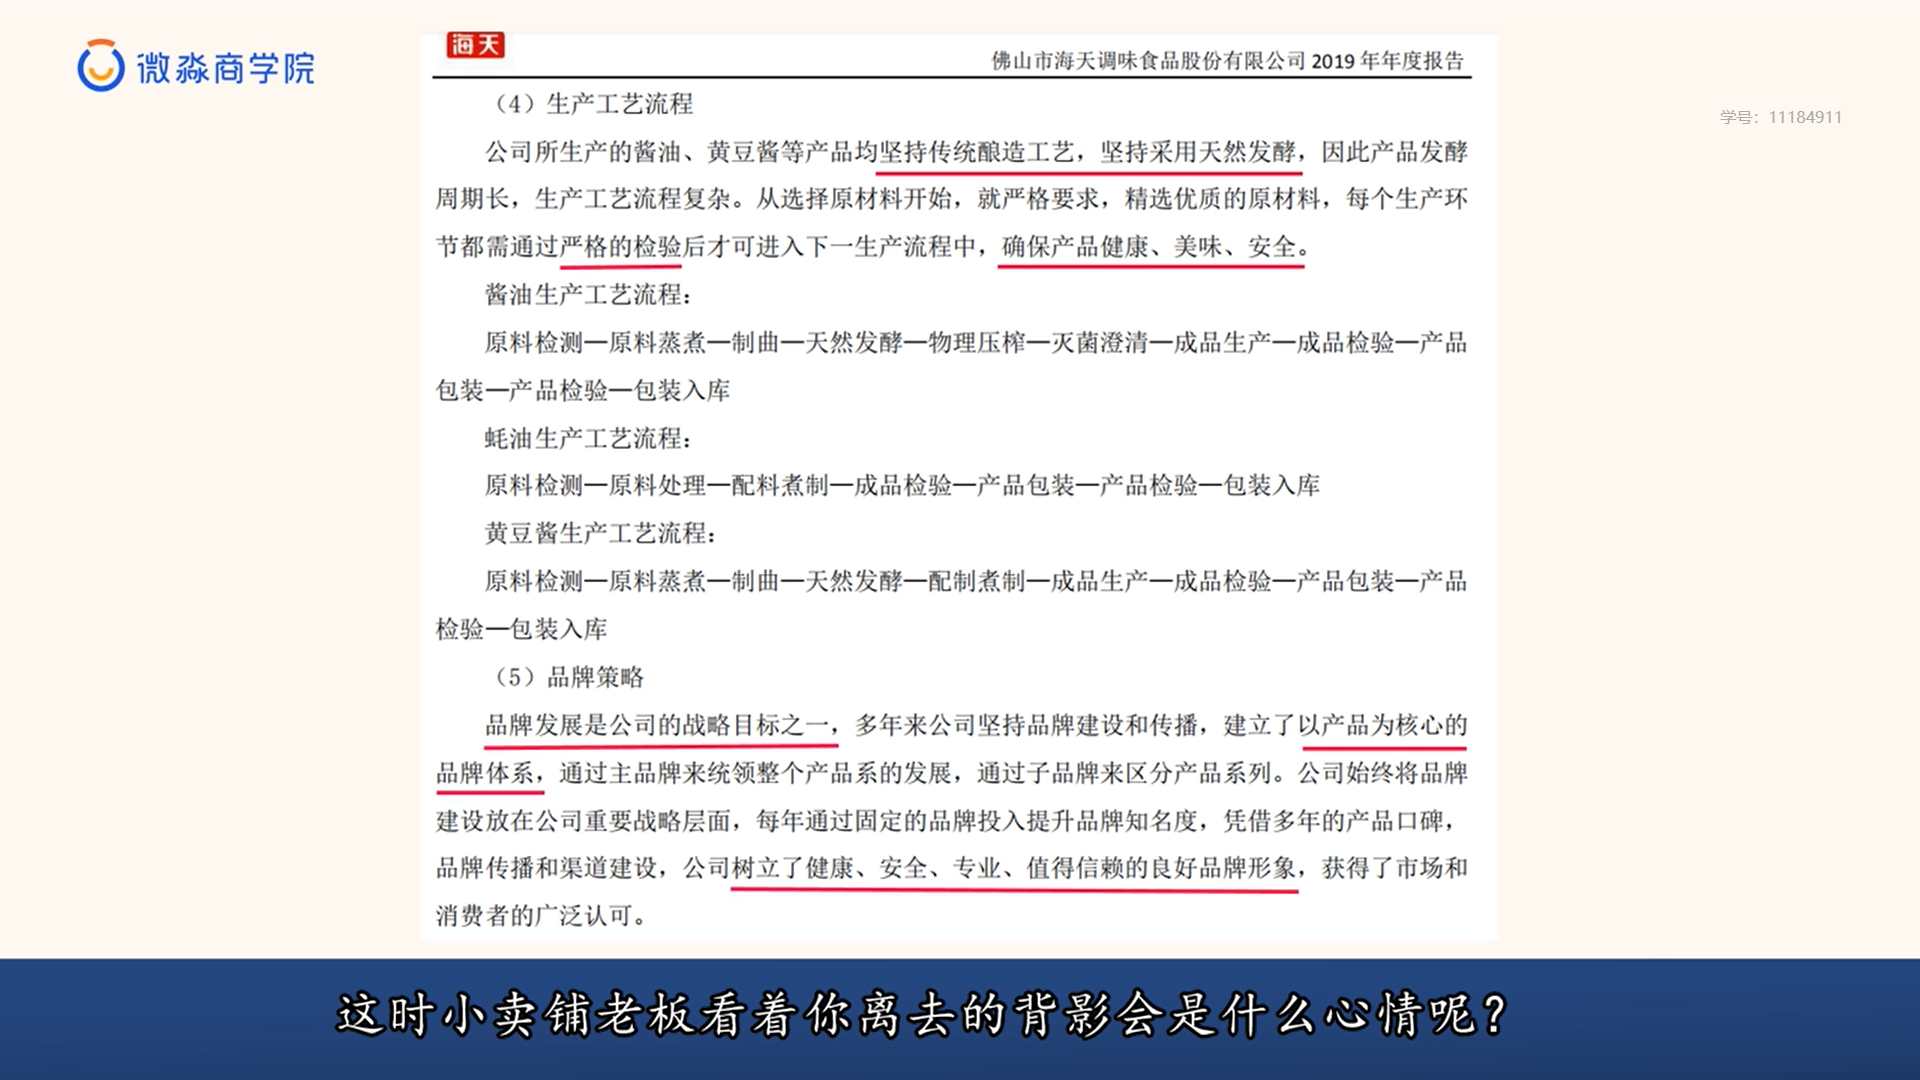 微淼商学院
海天
佛山市海天调味食品股份有限公司 2019 年年度报告
学号：11184911
（4）生产工艺流程
公司所生产的酱油、黄豆酱等产品均坚持传统酿造工艺，坚持采用天然发酵，因此产品发酵
周期长，生产工艺流程复杂。从选择原材料开始，就严格要求，精选优质的原材料，每个生产环
节都需通过严格的检验后才可进入下一生产流程中，确保产品健康、美味、安全。
酱油生产工艺流程：
原料检测—原料蒸煮—制曲—天然发酵—物理压榨—灭菌澄清—成品生产—成品检验—产品
包装—产品检验—包装入库
蚝油生产工艺流程：
原料检测—原料处理—配料煮制—成品检验—产品包装—产品检验—包装入库
黄豆酱生产工艺流程：
原料检测—原料蒸煮—制曲—天然发酵—配制煮制—成品生产—成品检验—产品包装—产品
检验—包装入库
（5）品牌策略
品牌发展是公司的战略目标之一，多年来公司坚持品牌建设和传播，建立了以产品为核心的
品牌体系，通过主品牌来统领整个产品系的发展，通过子品牌来区分产品系列。公司始终将品牌
建设放在公司重要战略层面，每年通过固定的品牌投入提升品牌知名度，凭借多年的产品口碑，
品牌传播和渠道建设，公司树立了健康、安全、专业、值得信赖的良好品牌形象，获得了市场和
消费者的广泛认可。
这时小卖铺老板看着你离去的背影会是什么心情呢？